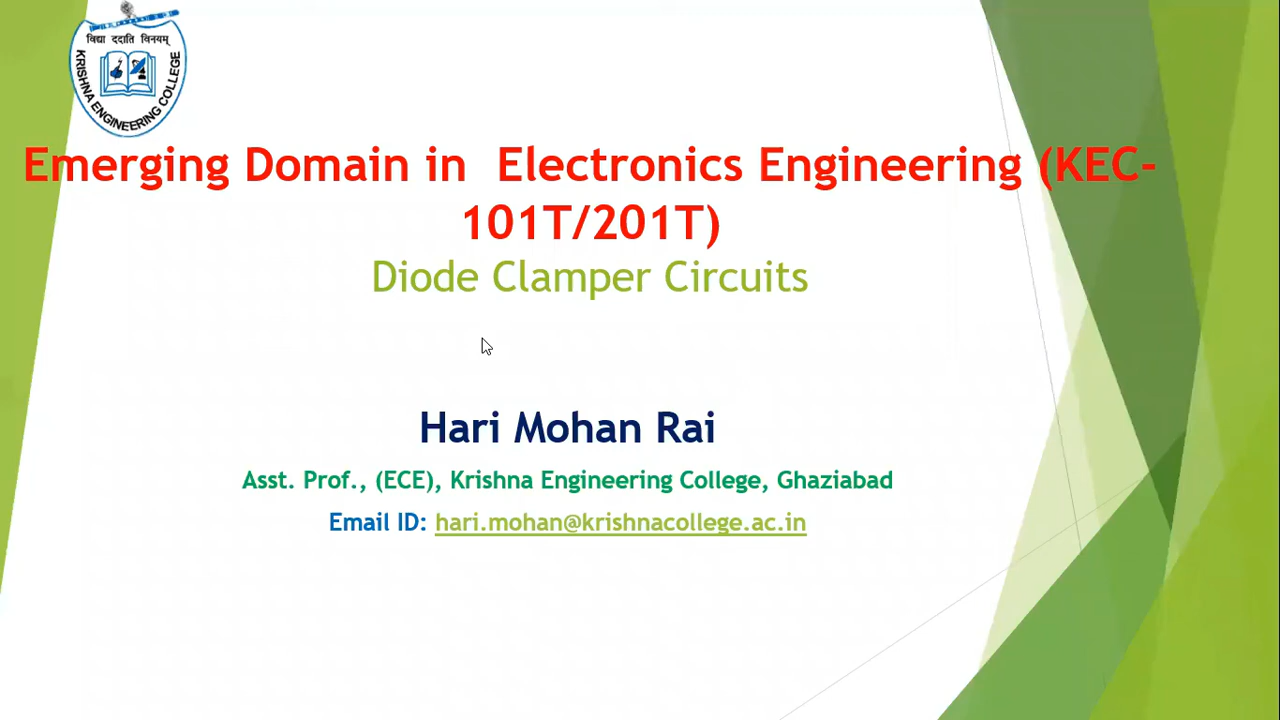 विद्या ददाति विनयम्
KRISHNA ENGINEERING COLLEGE
Emerging Domain in Electronics Engineering (KEC-
101T/201T)
Diode Clamper Circuits
Hari Mohan Rai
Asst. Prof., (ECE), Krishna Engineering College, Ghaziabad
Email ID: hari.mohan@krishnacollege.ac.in